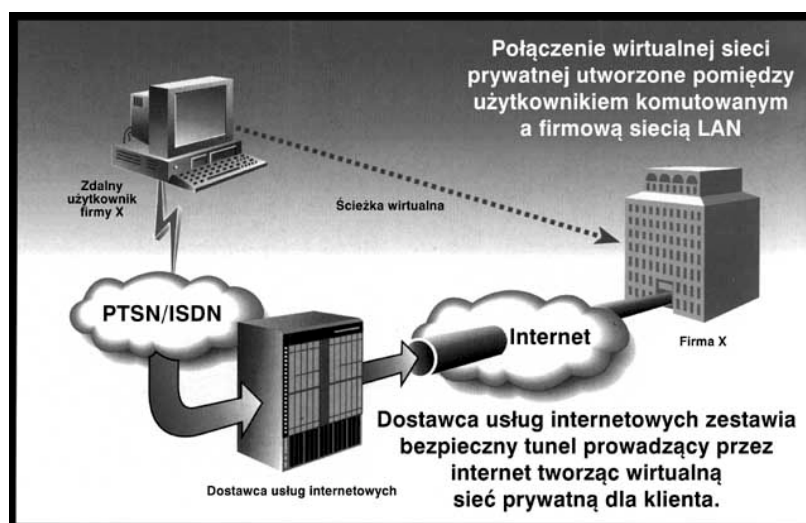 Połączenie wirtualnej sieci
prywatnej utworzone pomiędzy
użytkownikiem komutowanym
a firmową siecią LAN
Zdalny
użytkownik
firmy X
Ścieżka wirtualna
PTSN/ISDN
Internet
Firma X
Dostawca usług internetowych zestawia
bezpieczny tunel prowadzący przez
internet tworząc wirtualną
sieć prywatną dla klienta.
Dostawca usług internetowych